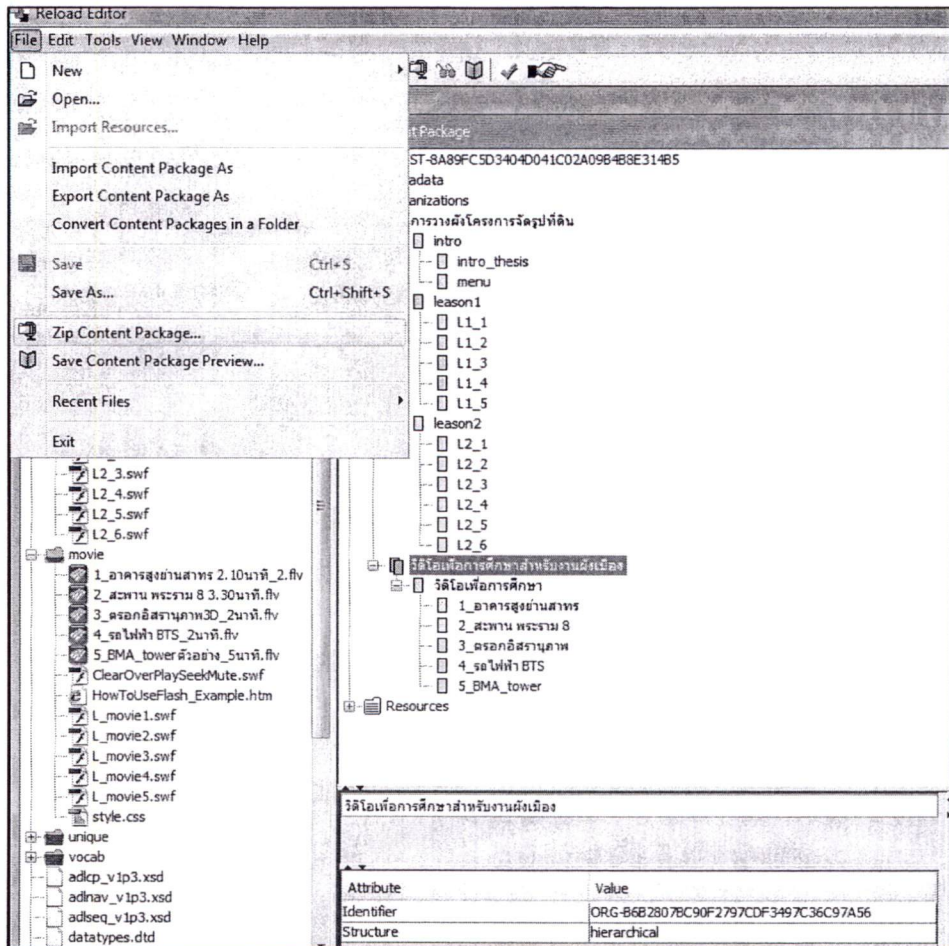 Reload Editor
File Edit Tools View Window Help
New
Open...
Import Resources...
Import Content Package As
Export Content Package As
Convert Content Packages in a Folder
Save Ctrl+S
Save As... Ctrl+Shift+S
Zip Content Package...
Save Content Package Preview...
Recent Files
Exit
L2_3.swf
L2_4.swf
L2_5.swf
L2_6.swf
movie
1_อาคารสูงย่านสาทร 2.10นาที_2.flv
2_สะพาน พระราม 8 3.30นาที.flv
3_ตรอกอิสรานุภาพ3D_2นาที.flv
4_รถไฟฟ้า BTS_2นาที.flv
5_BMA_towerตัวอย่าง_5นาที.flv
ClearOverPlaySeekMute.swf
HowToUseFlash_Example.htm
L_movie1.swf
L_movie2.swf
L_movie3.swf
L_movie4.swf
L_movie5.swf
style.css
unique
vocab
adlcp_v1p3.xsd
adlnav_v1p3.xsd
adlseq_v1p3.xsd
datatypes.dtd
t Package
ST-8A89FC5D3404D041C02A09B4B8E314B5
adata
anizations
การวางผังโครงการจัดรูปที่ดิน
intro
intro_thesis
menu
leason1
L1_1
L1_2
L1_3
L1_4
L1_5
leason2
L2_1
L2_2
L2_3
L2_4
L2_5
L2_6
วิดิโอเพื่อการศึกษาสำหรับงานผังเมือง
วิดิโอเพื่อการศึกษา
1_อาคารสูงย่านสาทร
2_สะพาน พระราม 8
3_ตรอกอิสรานุภาพ
4_รถไฟฟ้า BTS
5_BMA_tower
Resources
วิดิโอเพื่อการศึกษาสำหรับงานผังเมือง
Attribute Value
Identifier ORG-B6B2807BC90F2797CDF3497C36C97A56
Structure hierarchical